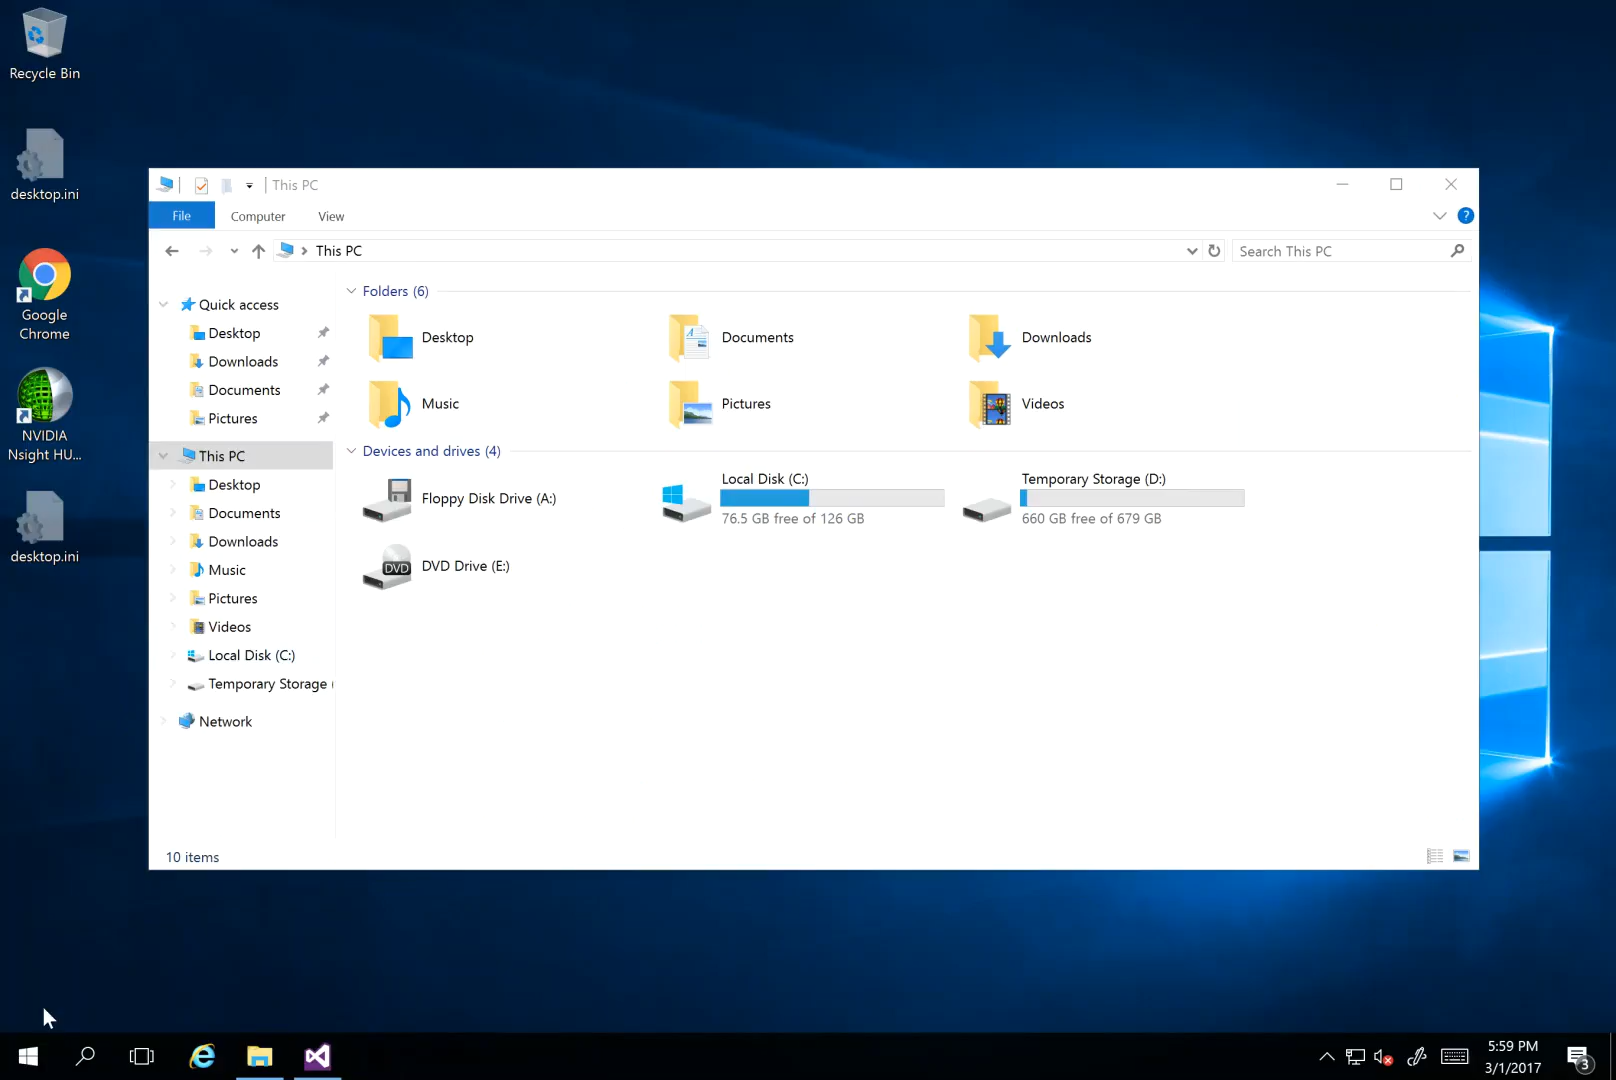 Recycle Bin
desktop.ini
Google
Chrome
NVIDIA
Nsight HU...
desktop.ini
This PC
File
Computer
View
?
This PC
Search This PC
Quick access
Desktop
Downloads
Documents
Pictures
This PC
Desktop
Documents
Downloads
Music
Pictures
Videos
Local Disk (C:)
Temporary Storage (
Network
Folders (6)
Desktop
Documents
Downloads
Music
Pictures
Videos
Devices and drives (4)
Floppy Disk Drive (A:)
Local Disk (C:)
76.5 GB free of 126 GB
Temporary Storage (D:)
660 GB free of 679 GB
DVD
DVD Drive (E:)
10 items
5:59 PM
3/1/2017
3